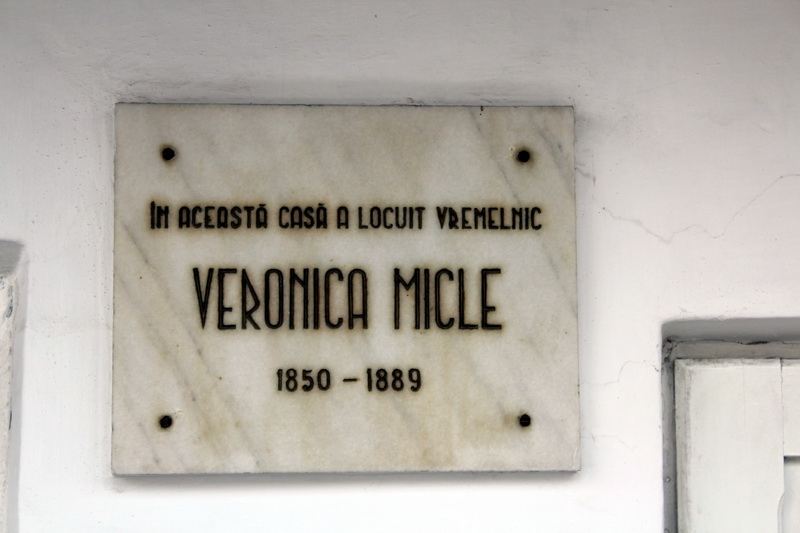 IN ACEASTĂ CASĂ A LOCUIT VREMELNIC
VERONICA MICLE
1850 – 1889